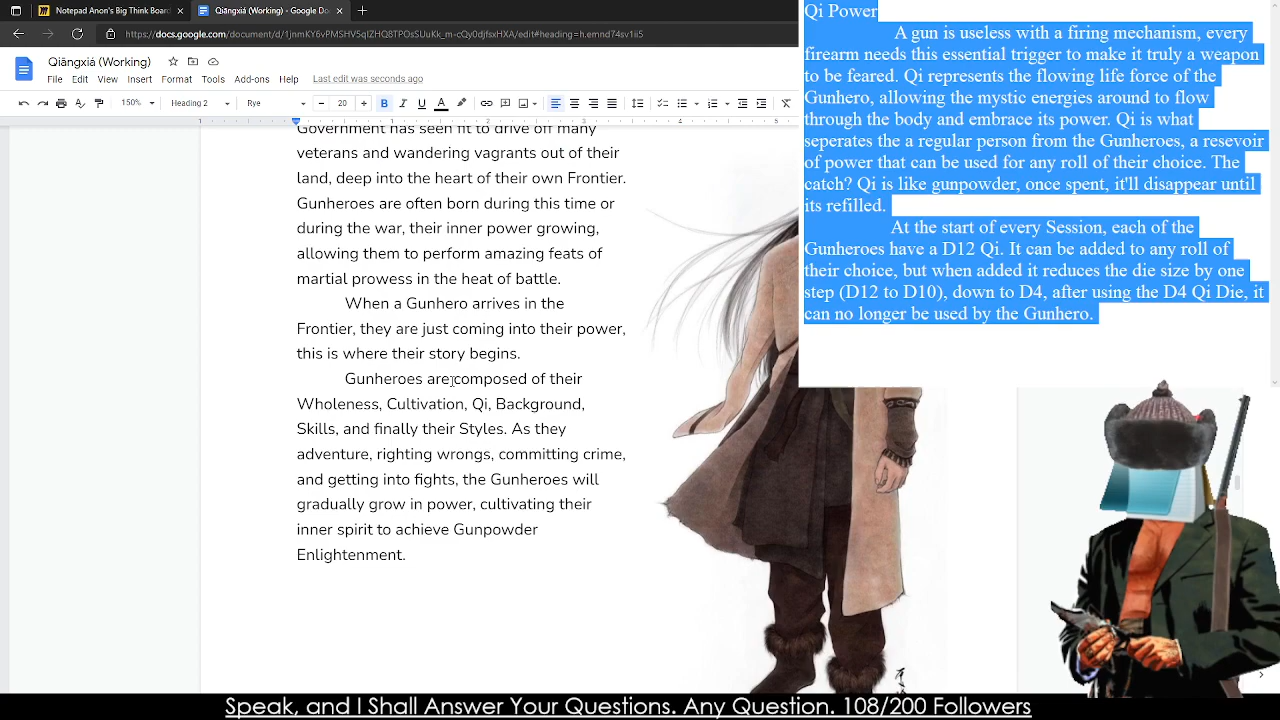 Notepad Anon's Big Think Board
Qiāngxiá (Working) - Google Do
https://docs.google.com/document/d/1jnmKY6vPMSHV5qIZHQ8TPOsSUuKk_m-cQy0djfsxHXA/edit#heading=h.emnd74sv1ii5
Qiāngxiá (Working)
File Edit View Insert Format Tools Add-ons Help Last edit was seconds ago
150% Heading 2 Rye 20 B I U A
1 1 2 3 4 5
Government has seen fit to drive off many
veterans and wandering vagrants out of their
land, deep into the heart of their own Frontier.
Gunheroes are often born during this time or
during the war, their inner power growing,
allowing them to perform amazing feats of
martial prowess in the heat of battle.
When a Gunhero arrives in the
Frontier, they are just coming into their power,
this is where their story begins.
Gunheroes are composed of their
Wholeness, Cultivation, Qi, Background,
Skills, and finally their Styles. As they
adventure, righting wrongs, committing crime,
and getting into fights, the Gunheroes will
gradually grow in power, cultivating their
inner spirit to achieve Gunpowder
Enlightenment.
Qi Power
A gun is useless with a firing mechanism, every
firearm needs this essential trigger to make it truly a weapon
to be feared. Qi represents the flowing life force of the
Gunhero, allowing the mystic energies around to flow
through the body and embrace its power. Qi is what
seperates the a regular person from the Gunheroes, a resevoir
of power that can be used for any roll of their choice. The
catch? Qi is like gunpowder, once spent, it'll disappear until
its refilled.
At the start of every Session, each of the
Gunheroes have a D12 Qi. It can be added to any roll of
their choice, but when added it reduces the die size by one
step (D12 to D10), down to D4, after using the D4 Qi Die, it
can no longer be used by the Gunhero.
Speak, and I Shall Answer Your Questions. Any Question. 108/200 Followers